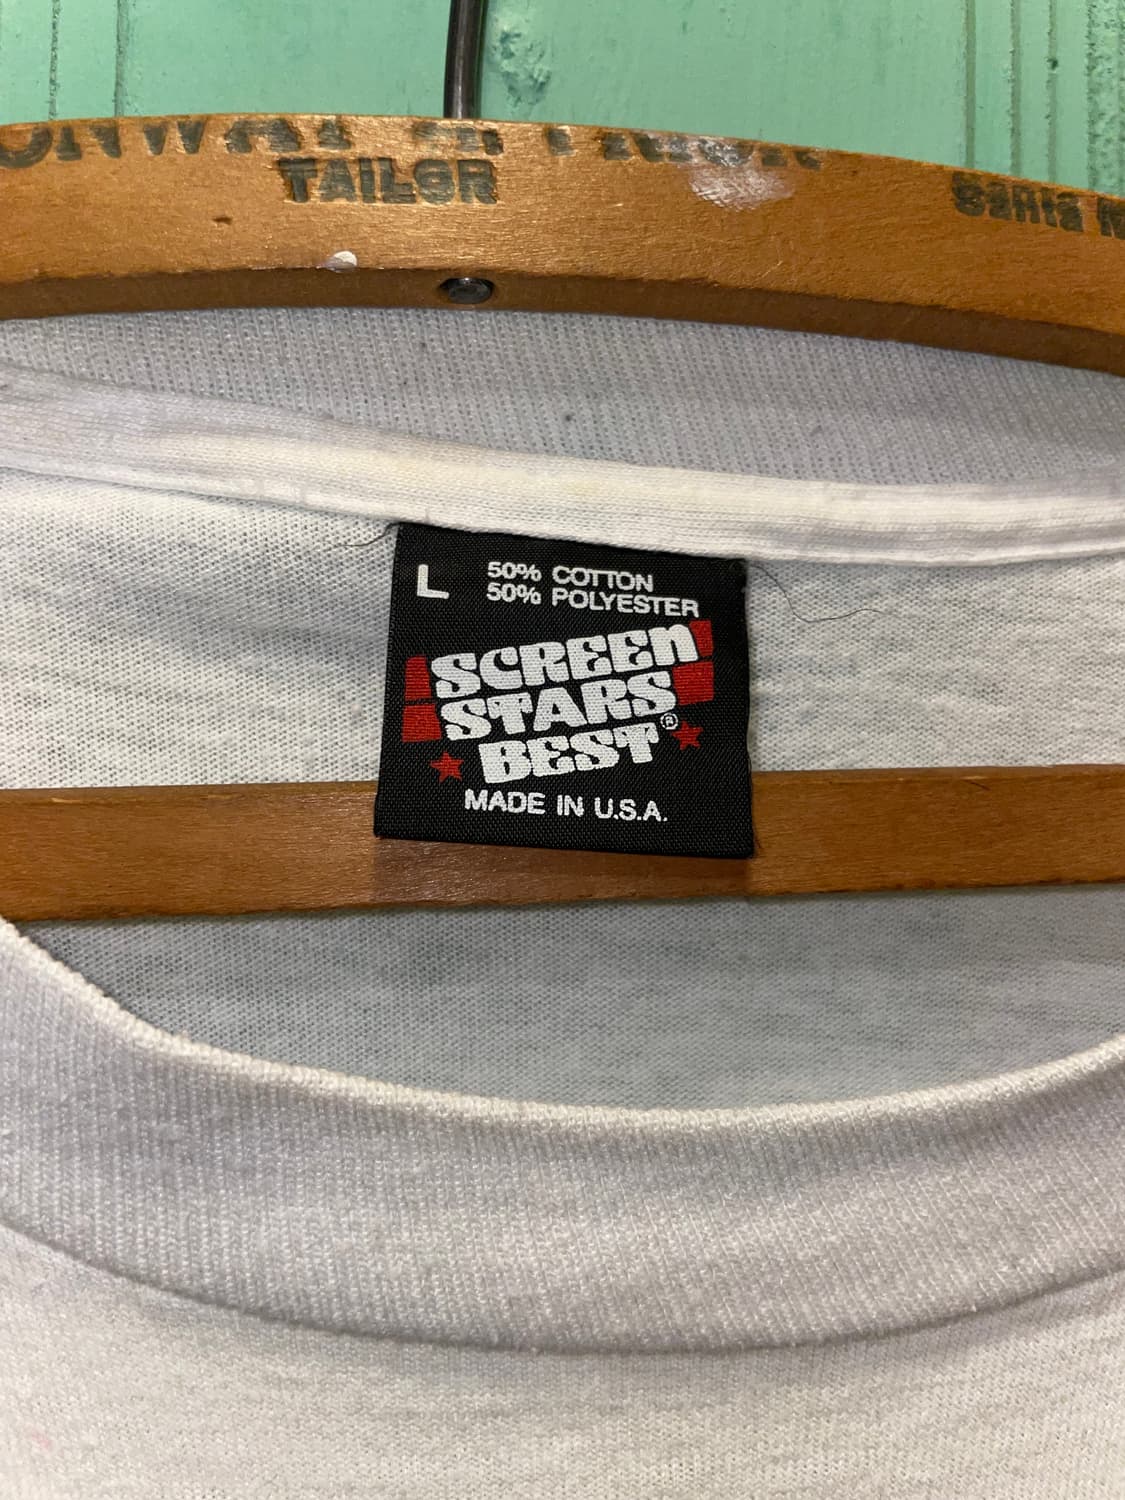 TAILOR
L
50% COTTON
50% POLYESTER
SCREEN
STARS
BEST®
MADE IN U.S.A.